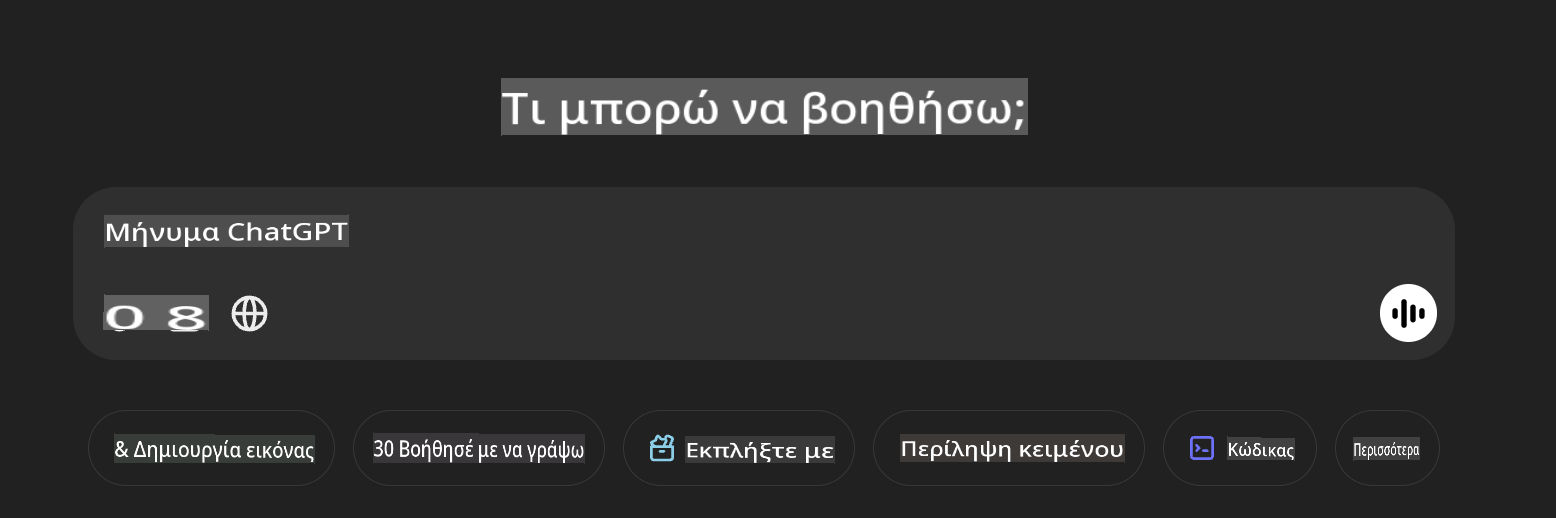 Τι μπορώ να βοηθήσω;
Μήνυμα ChatGPT
0 8
& Δημιουργία εικόνας
30 Βοήθησέ με να γράψω
Εκπλήξτε με
Περίληψη κειμένου
Κώδικας
Περισσότερα